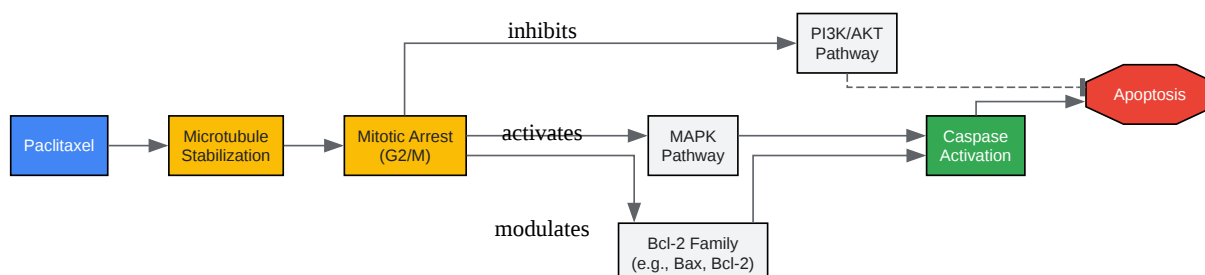 inhibits
PI3K/AKT
Pathway
Apoptosis
Paclitaxel
Microtubule
Stabilization
Mitotic Arrest
(G2/M)
activates
MAPK
Pathway
Caspase
Activation
modulates
Bcl-2 Family
(e.g., Bax, Bcl-2)